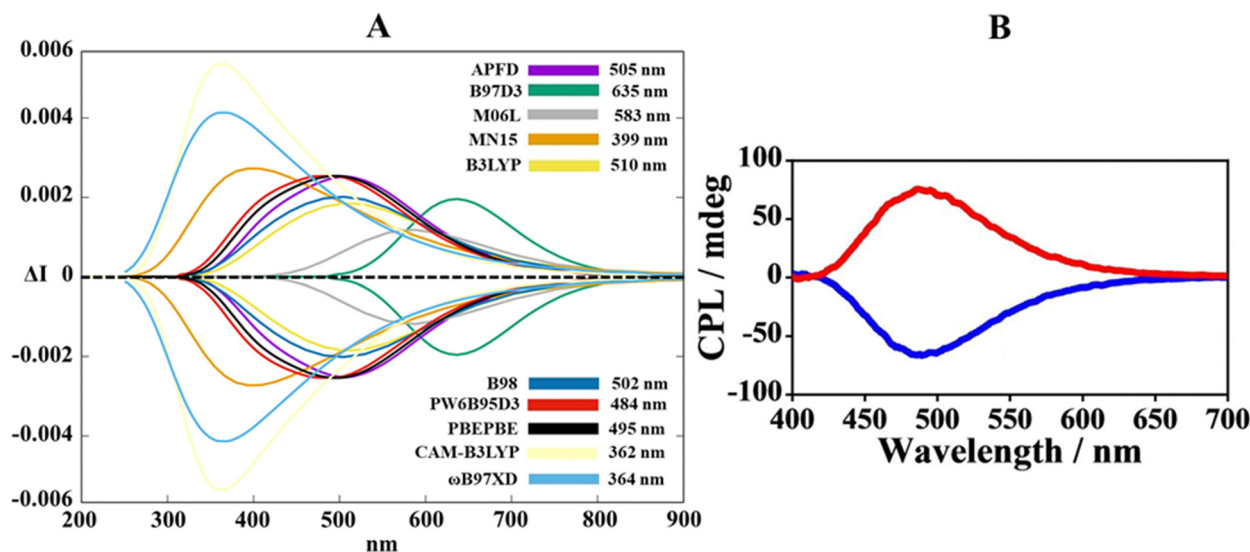 A
0.006
0.004
0.002
ΔI 0
-0.002
-0.004
-0.006
200 300 400 500 600 700 800 900
nm
APFD 505 nm
B97D3 635 nm
M06L 583 nm
MN15 399 nm
B3LYP 510 nm
B98 502 nm
PW6B95D3 484 nm
PBEPBE 495 nm
CAM-B3LYP 362 nm
ωB97XD 364 nm
B
CPL / mdeg
100
50
0
-50
-100
400 450 500 550 600 650 700
Wavelength / nm